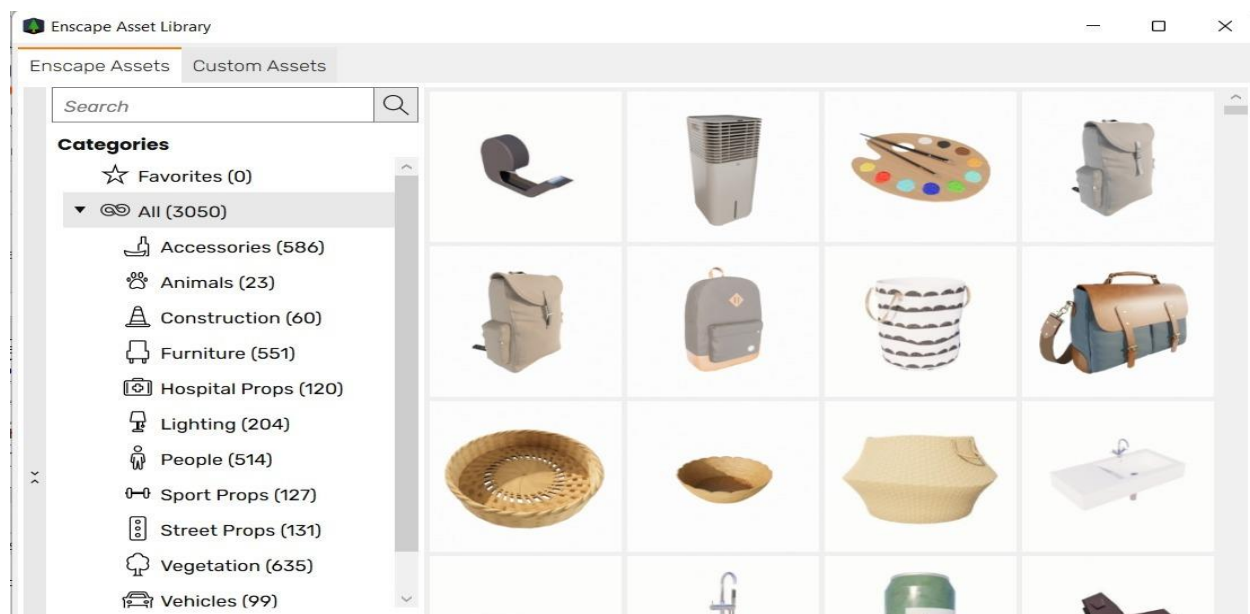 Enscape Asset Library
Enscape Assets Custom Assets
Search
Categories
Favorites (0)
All (3050)
Accessories (586)
Animals (23)
Construction (60)
Furniture (551)
Hospital Props (120)
Lighting (204)
People (514)
Sport Props (127)
Street Props (131)
Vegetation (635)
Vehicles (99)